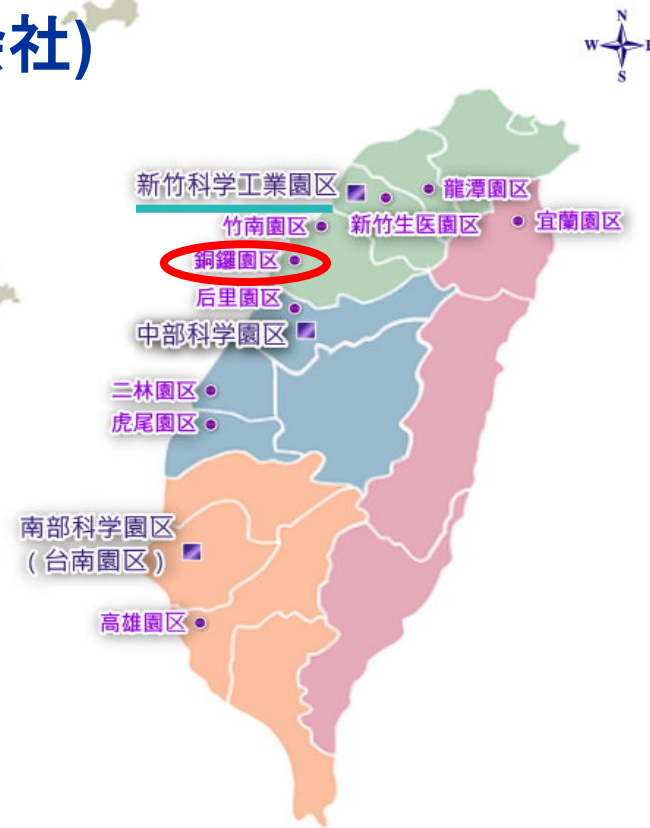 会社)
N
W
E
S
新竹科学工業園区
龍潭園区
竹南園区
新竹生医園区
宜蘭園区
銅鑼園区
后里園区
中部科学園区
二林園区
虎尾園区
南部科学園区
(台南園区)
高雄園区